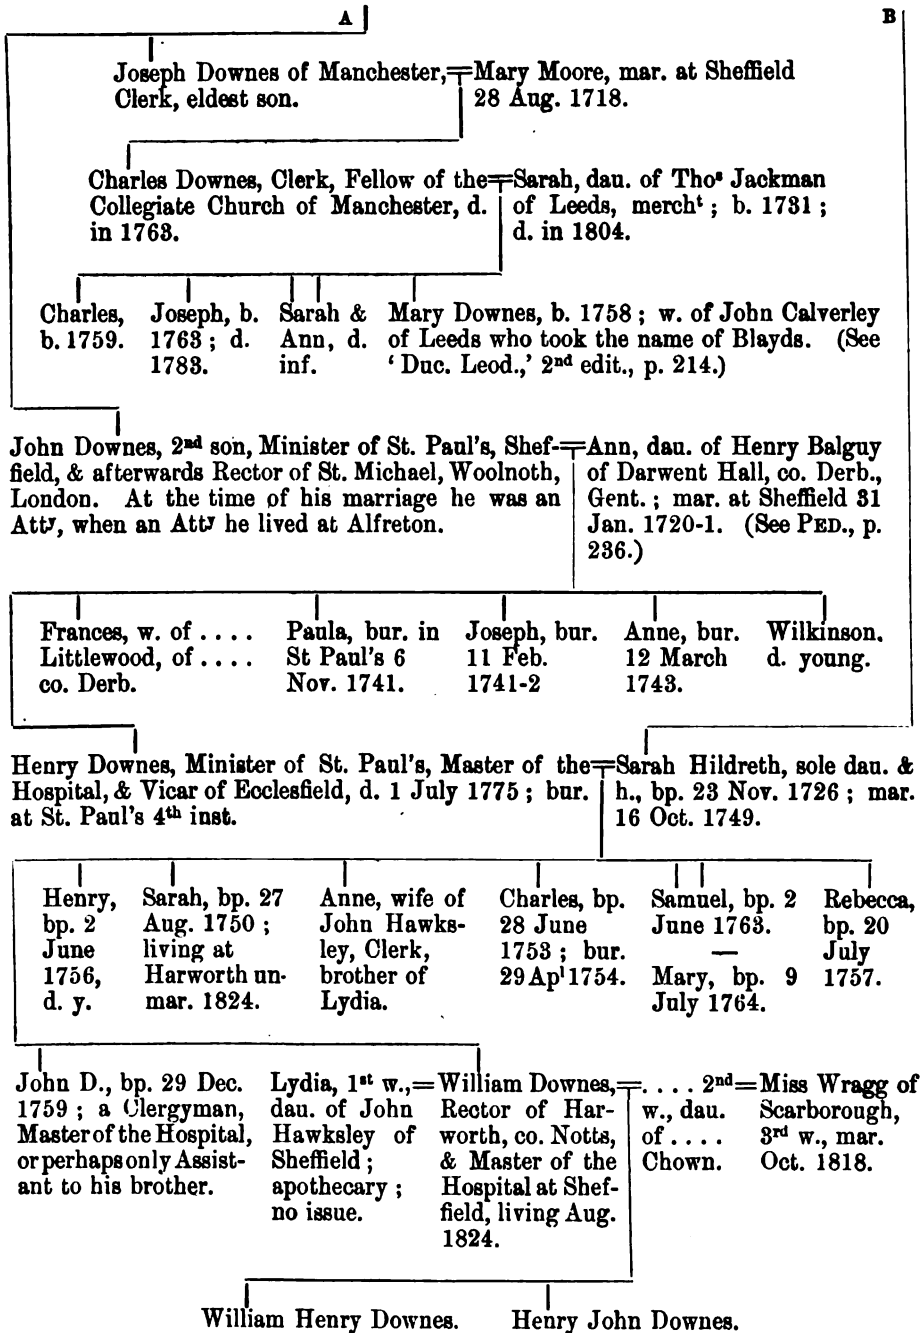 A
B
Joseph Downes of Manchester,
Clerk, eldest son.
=Mary Moore, mar. at Sheffield
28 Aug. 1718.
Charles Downes, Clerk, Fellow of the
Collegiate Church of Manchester, d.
in 1763.
=Sarah, dau. of Thoˢ Jackman
of Leeds, merchᵗ; b. 1731;
d. in 1804.
Charles,
b. 1759.
Joseph, b.
1763; d.
1783.
Sarah &
Ann, d.
inf.
Mary Downes, b. 1758; w. of John Calverley
of Leeds who took the name of Blayds. (See
‘Duc. Leod.,’ 2ⁿᵈ edit., p. 214.)
John Downes, 2ⁿᵈ son, Minister of St. Paul's, Shef-
field, & afterwards Rector of St. Michael, Woolnoth,
London. At the time of his marriage he was an
Attʸ, when an Attʸ he lived at Alfreton.
=Ann, dau. of Henry Balguy
of Darwent Hall, co. Derb.,
Gent.; mar. at Sheffield 31
Jan. 1720-1. (See PED., p.
236.)
Frances, w. of ....
Littlewood, of ....
co. Derb.
Paula, bur. in
St Paul's 6
Nov. 1741.
Joseph, bur.
11 Feb.
1741-2
Anne, bur.
12 March
1743.
Wilkinson.
d. young.
Henry Downes, Minister of St. Paul's, Master of the
Hospital, & Vicar of Ecclesfield, d. 1 July 1775; bur.
at St. Paul's 4ᵗʰ inst.
=Sarah Hildreth, sole dau. &
h., bp. 23 Nov. 1726; mar.
16 Oct. 1749.
Henry,
bp. 2
June
1756,
d. y.
Sarah, bp. 27
Aug. 1750;
living at
Harworth un-
mar. 1824.
Anne, wife of
John Hawks-
ley, Clerk,
brother of
Lydia.
Charles, bp.
28 June
1753; bur.
29 Apˡ 1754.
Samuel, bp. 2
June 1763.
—
Mary, bp. 9
July 1764.
Rebecca,
bp. 20
July
1757.
John D., bp. 29 Dec.
1759; a Clergyman,
Master of the Hospital,
or perhaps only Assist-
ant to his brother.
Lydia, 1ˢᵗ w.,
dau. of John
Hawksley of
Sheffield;
apothecary;
no issue.
=William Downes,
Rector of Har-
worth, co. Notts,
& Master of the
Hospital at Shef-
field, living Aug.
1824.
=.... 2ⁿᵈ
w., dau.
of ....
Chown.
=Miss Wragg of
Scarborough,
3ʳᵈ w., mar.
Oct. 1818.
William Henry Downes.
Henry John Downes.